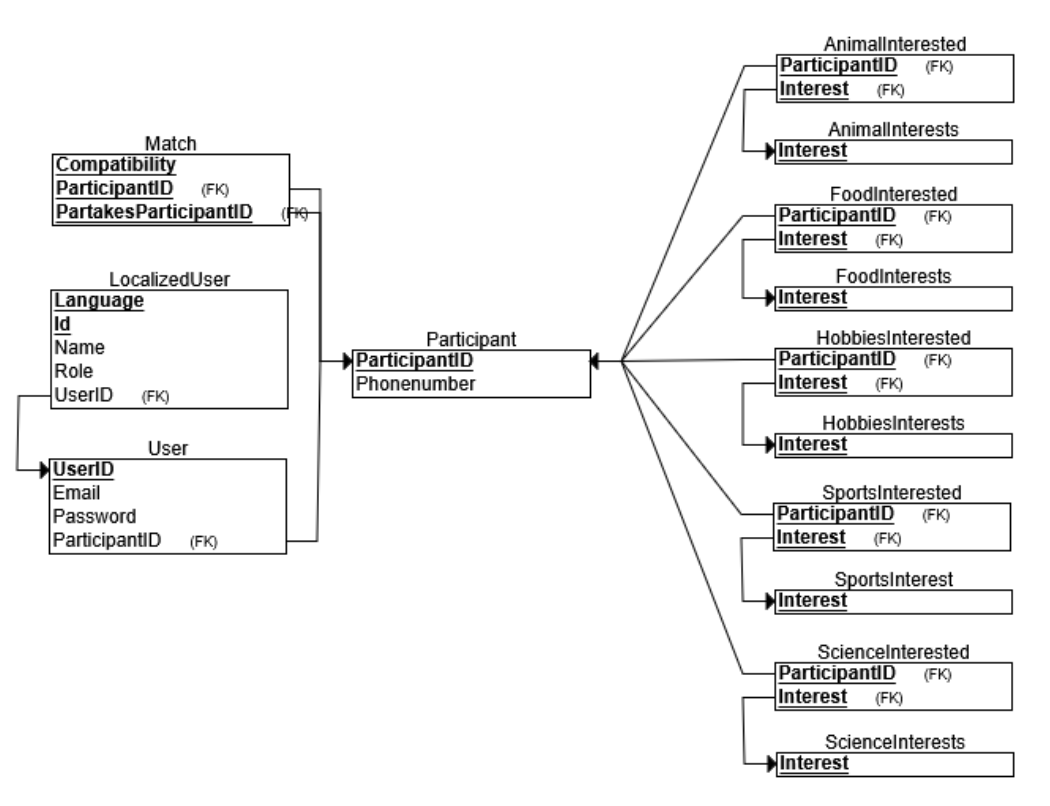 Match
Compatibility
ParticipantID (FK)
PartakesParticipantID (FK)
LocalizedUser
Language
Id
Name
Role
UserID (FK)
User
UserID
Email
Password
ParticipantID (FK)
Participant
ParticipantID
Phonenumber
AnimalInterested
ParticipantID (FK)
Interest (FK)
AnimalInterests
Interest
FoodInterested
ParticipantID (FK)
Interest (FK)
FoodInterests
Interest
HobbiesInterested
ParticipantID (FK)
Interest (FK)
HobbiesInterests
Interest
SportsInterested
ParticipantID (FK)
Interest (FK)
SportsInterest
Interest
ScienceInterested
ParticipantID (FK)
Interest (FK)
ScienceInterests
Interest